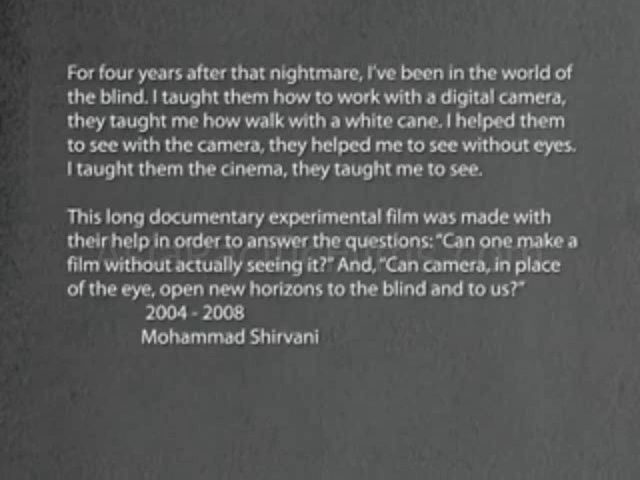 For four years after that nightmare, I've been in the world of
the blind. I taught them how to work with a digital camera,
they taught me how walk with a white cane. I helped them
to see with the camera, they helped me to see without eyes.
I taught them the cinema, they taught me to see.
This long documentary experimental film was made with
their help in order to answer the questions: "Can one make a
film without actually seeing it?" And, "Can camera, in place
of the eye, open new horizons to the blind and to us?"
2004 - 2008
Mohammad Shirvani